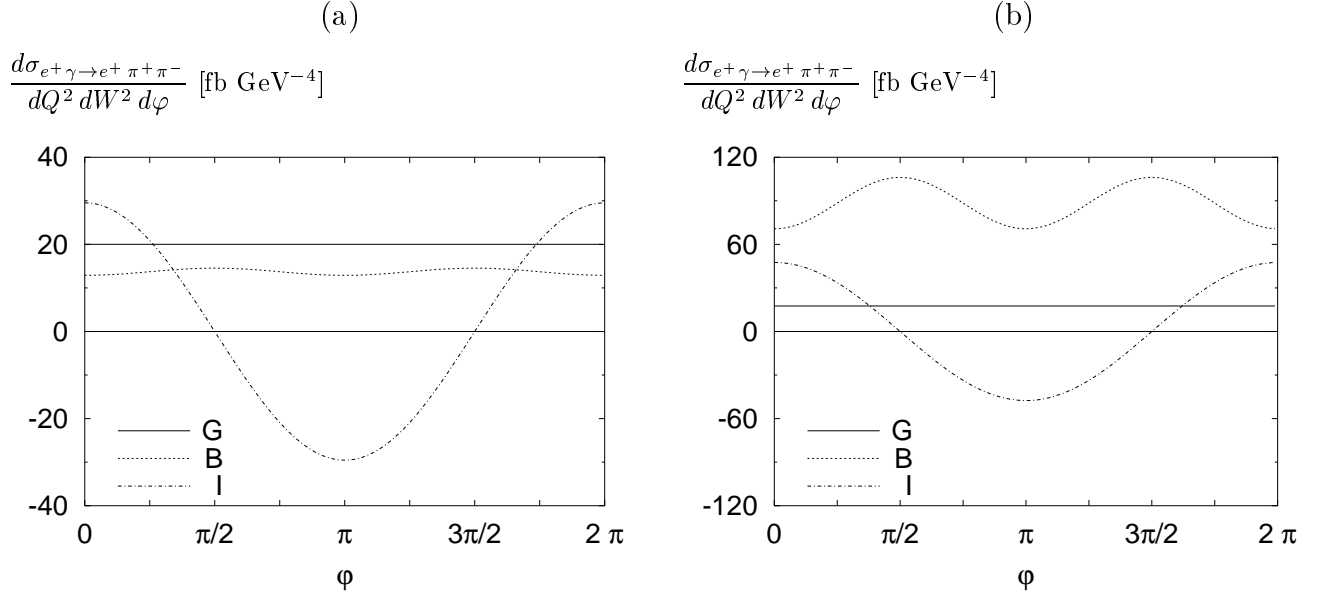 (a)
dσ_{e⁺γ→e⁺ π⁺π⁻} / dQ² dW² dφ [fb GeV⁻⁴]
40
20
0
-20
-40
G
B
I
0 π/2 π 3π/2 2 π
φ
(b)
dσ_{e⁺γ→e⁺ π⁺π⁻} / dQ² dW² dφ [fb GeV⁻⁴]
120
60
0
-60
-120
G
B
I
0 π/2 π 3π/2 2 π
φ